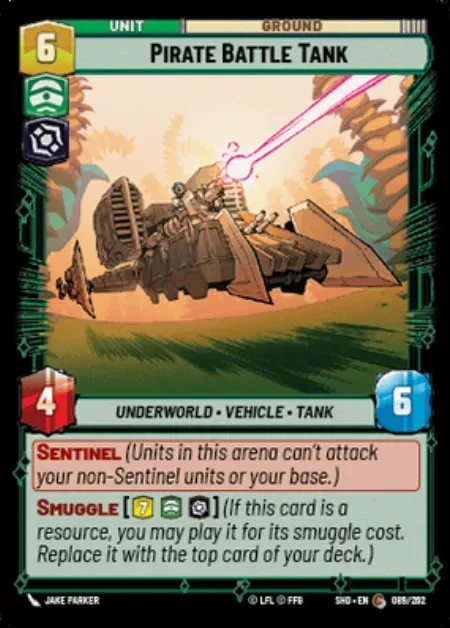 6
UNIT
GROUND
PIRATE BATTLE TANK
4
UNDERWORLD • VEHICLE • TANK
6
SENTINEL (Units in this arena can't attack
your non-Sentinel units or your base.)
SMUGGLE [7] (If this card is a
resource, you may play it for its smuggle cost.
Replace it with the top card of your deck.)
JAKE PARKER
© LFL © FFG
SHD • EN
089/262